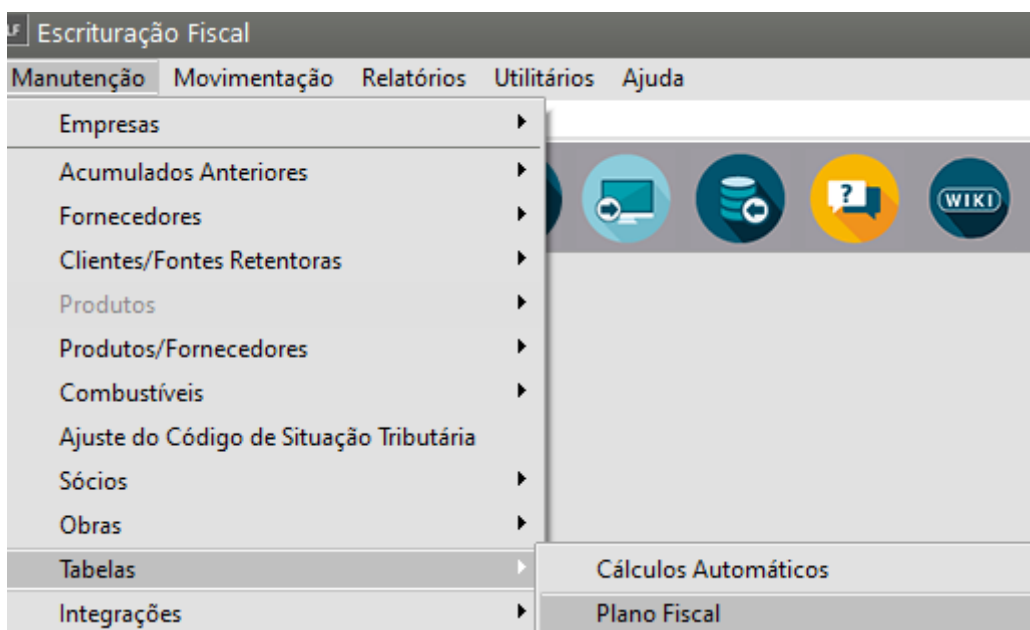 Escrituração Fiscal
Manutenção Movimentação Relatórios Utilitários Ajuda
Empresas
Acumulados Anteriores
Fornecedores
Clientes/Fontes Retentoras
Produtos
Produtos/Fornecedores
Combustíveis
Ajuste do Código de Situação Tributária
Sócios
Obras
Tabelas
Integrações
Cálculos Automáticos
Plano Fiscal
?
WIKI